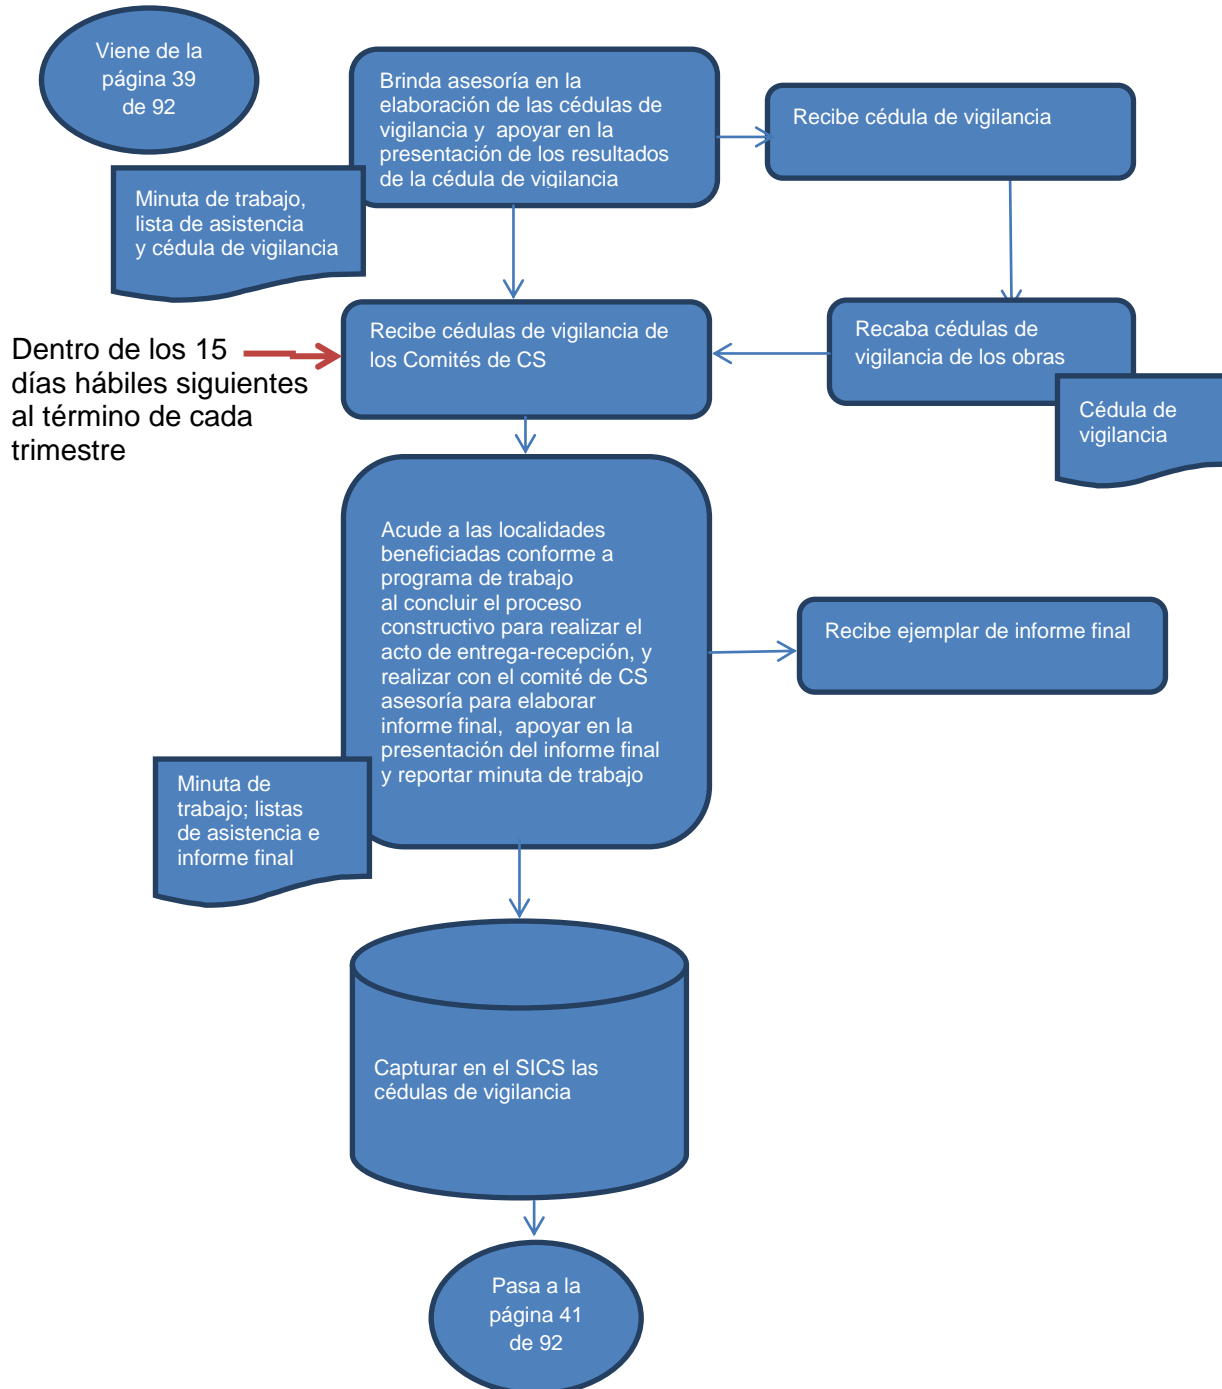 Viene de la
página 39
de 92
Brinda asesoría en la
elaboración de las cédulas de
vigilancia y  apoyar en la
presentación de los resultados
de la cédula de vigilancia
Recibe cédula de vigilancia
Minuta de trabajo,
lista de asistencia
y cédula de vigilancia
Dentro de los 15
días hábiles siguientes
al término de cada
trimestre
Recibe cédulas de vigilancia de
los Comités de CS
Recaba cédulas de
vigilancia de los obras
Cédula de
vigilancia
Acude a las localidades
beneficiadas conforme a
programa de trabajo
al concluir el proceso
constructivo para realizar el
acto de entrega-recepción, y
realizar con el comité de CS
asesoría para elaborar
informe final,  apoyar en la
presentación del informe final
y reportar minuta de trabajo
Recibe ejemplar de informe final
Minuta de
trabajo; listas
de asistencia e
informe final
Capturar en el SICS las
cédulas de vigilancia
Pasa a la
página 41
de 92